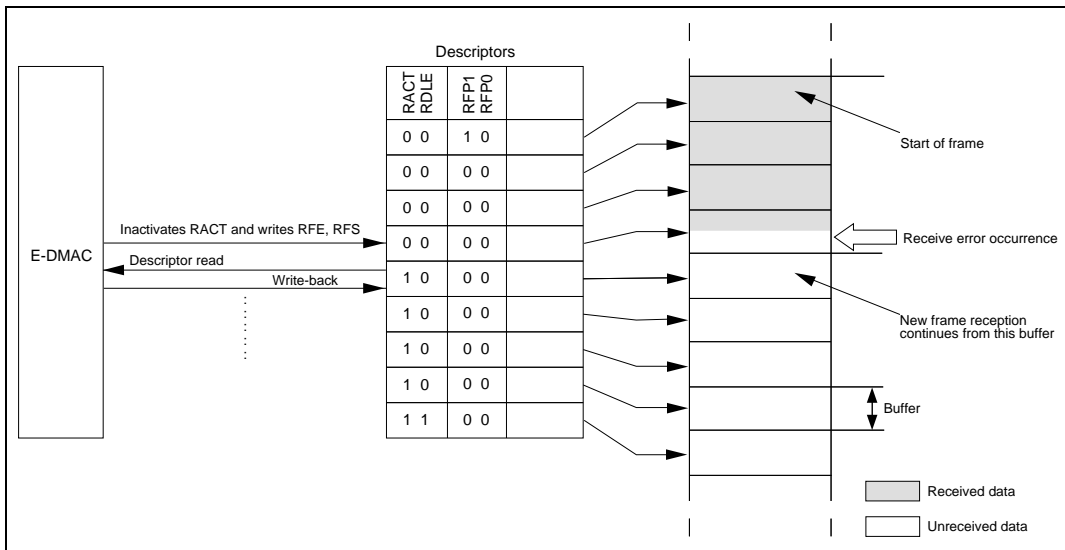 Descriptors
RACT
RDLE
RFP1
RFP0
0 0 1 0
0 0 0 0
0 0 0 0
0 0 0 0
1 0 0 0
1 0 0 0
1 0 0 0
1 0 0 0
1 1 0 0
E-DMAC
Inactivates RACT and writes RFE, RFS
Descriptor read
Write-back
Start of frame
Receive error occurrence
New frame reception
continues from this buffer
Buffer
Received data
Unreceived data